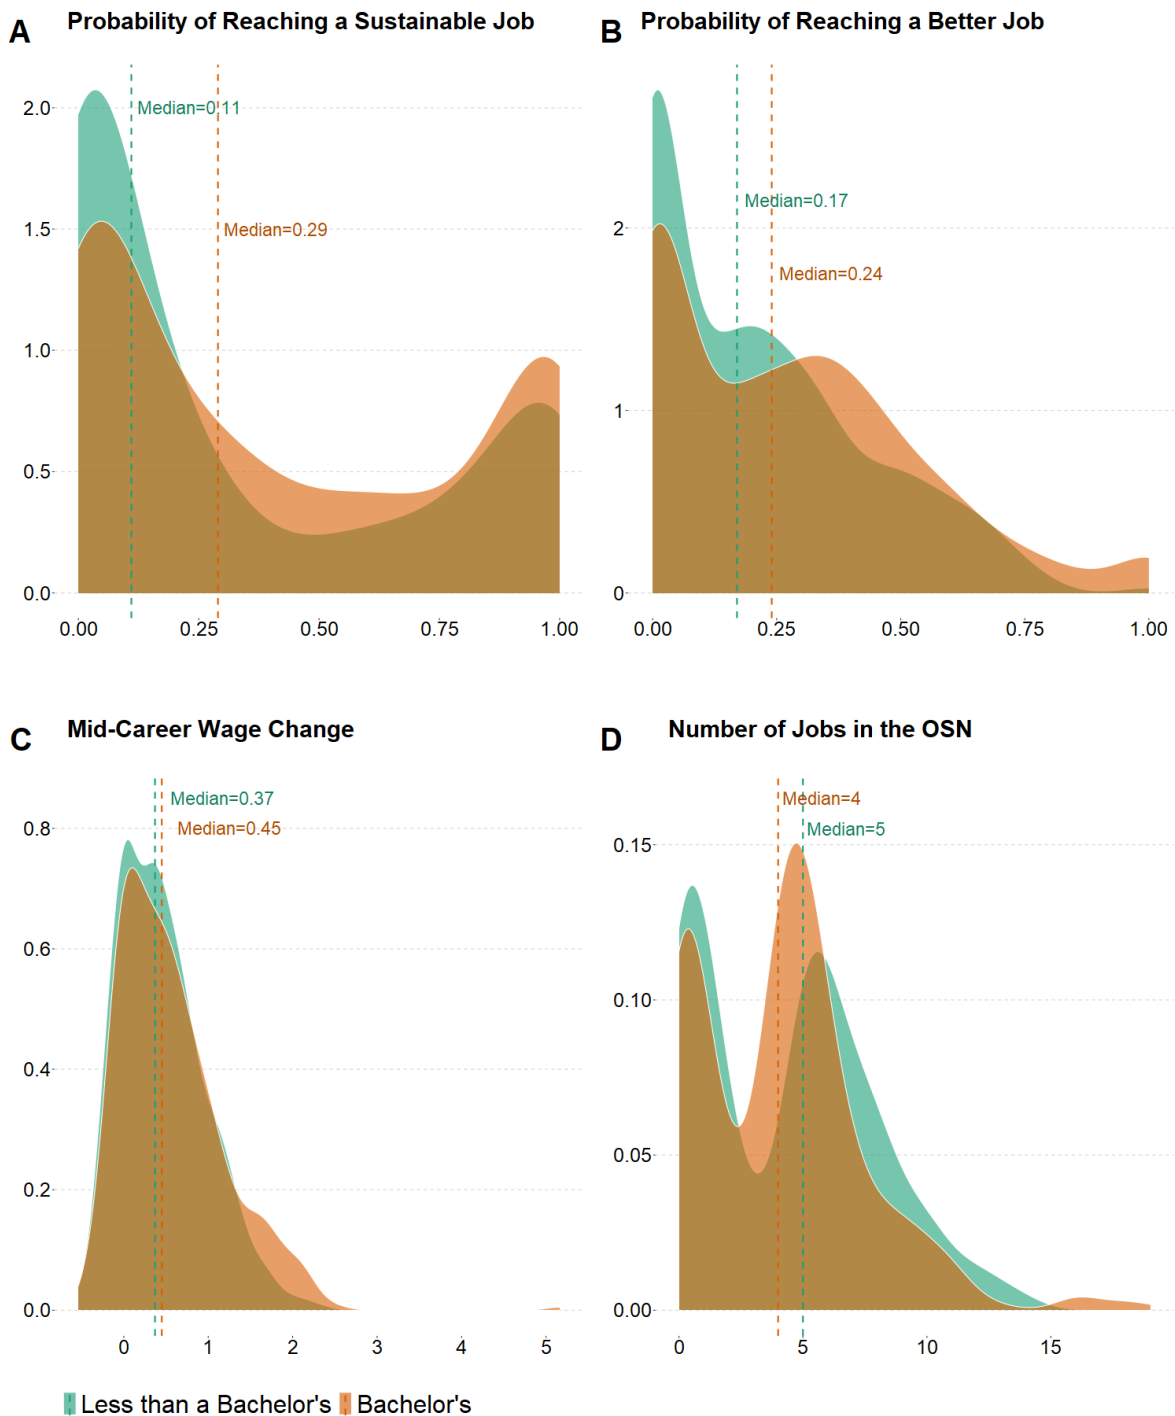 A Probability of Reaching a Sustainable Job
2.0
1.5
1.0
0.5
0.0
Median=0.11
Median=0.29
0.00 0.25 0.50 0.75 1.00
B Probability of Reaching a Better Job
2
1
0
Median=0.17
Median=0.24
0.00 0.25 0.50 0.75 1.00
C Mid-Career Wage Change
0.8
0.6
0.4
0.2
0.0
Median=0.37
Median=0.45
0 1 2 3 4 5
D Number of Jobs in the OSN
0.15
0.10
0.05
0.00
Median=4
Median=5
0 5 10 15
Less than a Bachelor's Bachelor's